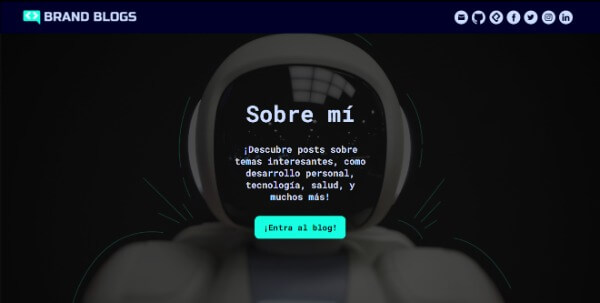 BRAND BLOGS
Sobre mí
¡Descubre posts sobre
temas interesantes, como
desarrollo personal,
tecnología, salud, y
muchos más!
¡Entra al blog!